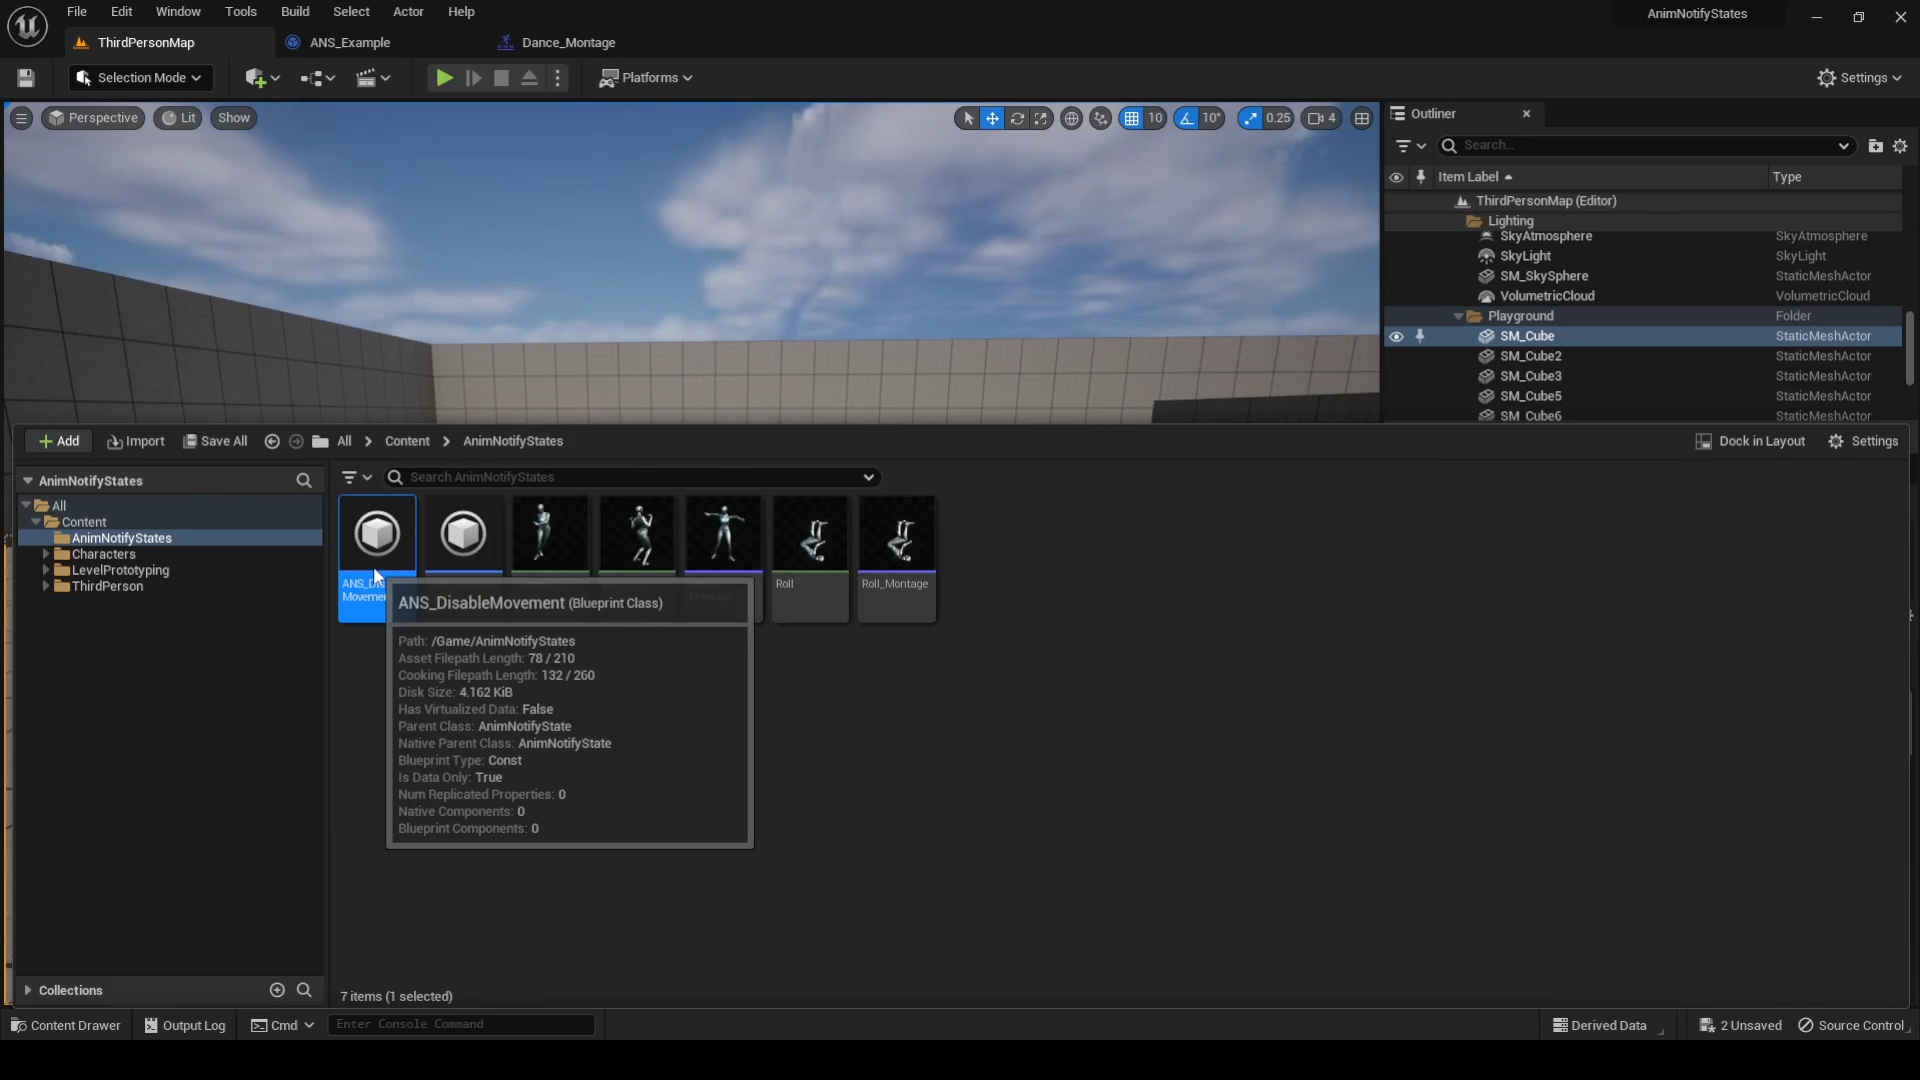 File Edit Window Tools Build Select Actor Help
AnimNotifyStates
ThirdPersonMap
ANS_Example
Dance_Montage
Selection Mode
Platforms
Settings
Perspective
Lit
Show
10
10°
0.25
4
Outliner
Search...
Item Label
Type
ThirdPersonMap (Editor)
Lighting
SkyAtmosphere SkyAtmosphere
SkyLight SkyLight
SM_SkySphere StaticMeshActor
VolumetricCloud VolumetricCloud
Playground Folder
SM_Cube StaticMeshActor
SM_Cube2 StaticMeshActor
SM_Cube3 StaticMeshActor
SM_Cube5 StaticMeshActor
SM_Cube6 StaticMeshActor
Add
Import
Save All
All
Content
AnimNotifyStates
Dock in Layout
Settings
AnimNotifyStates
Search AnimNotifyStates
All
Content
AnimNotifyStates
Characters
LevelPrototyping
ThirdPerson
Roll
Roll_Montage
ANS_DisableMovement (Blueprint Class)
Path: /Game/AnimNotifyStates
Asset Filepath Length: 78 / 210
Cooking Filepath Length: 132 / 260
Disk Size: 4.162 KiB
Has Virtualized Data: False
Parent Class: AnimNotifyState
Native Parent Class: AnimNotifyState
Blueprint Type: Const
Is Data Only: True
Num Replicated Properties: 0
Native Components: 0
Blueprint Components: 0
Collections
7 items (1 selected)
Content Drawer
Output Log
Cmd
Enter Console Command
Derived Data
2 Unsaved
Source Control